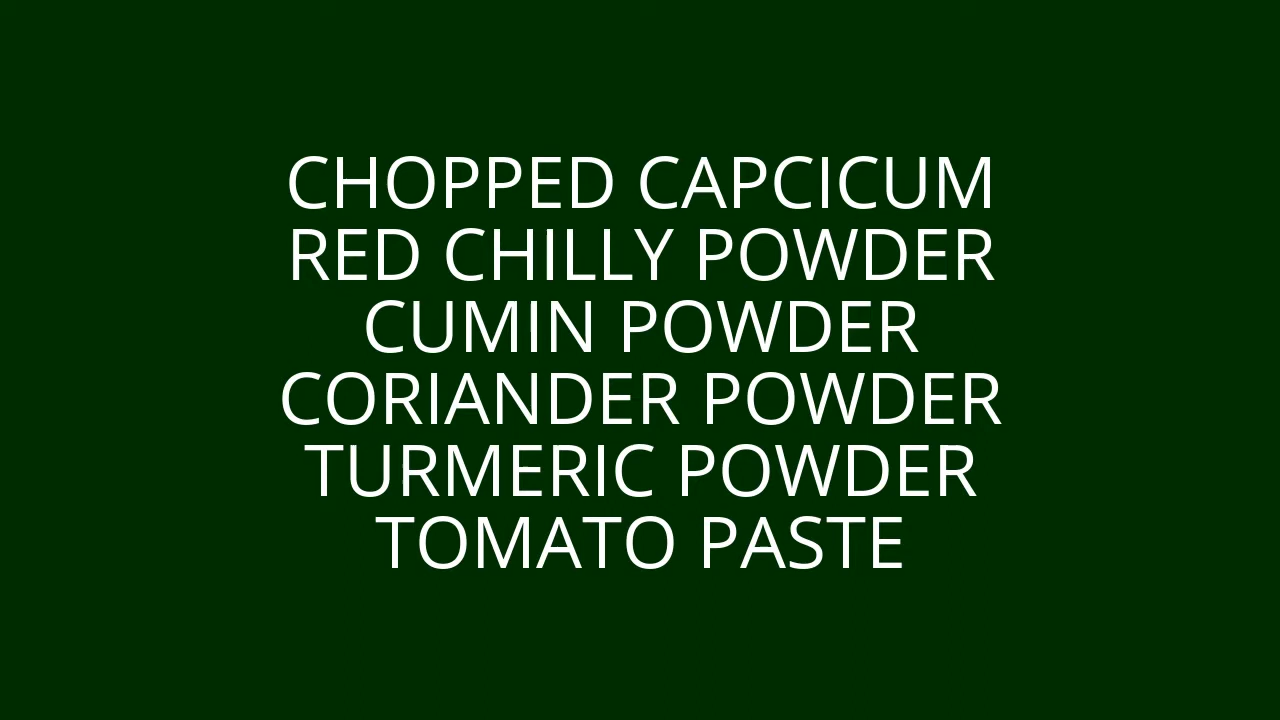 CHOPPED CAPCICUM
RED CHILLY POWDER
CUMIN POWDER
CORIANDER POWDER
TURMERIC POWDER
TOMATO PASTE